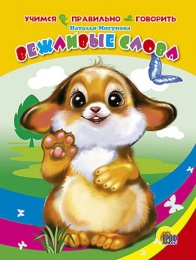 УЧИМСЯ ПРАВИЛЬНО ГОВОРИТЬ
Наталья Мигунова
ВЕЖЛИВЫЕ СЛОВА